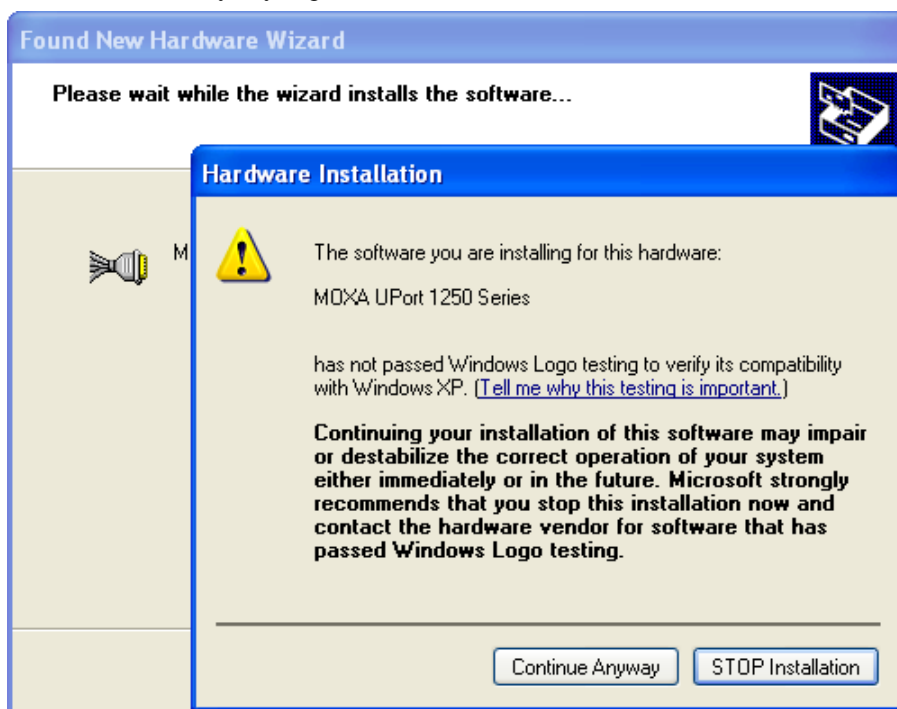 Found New Hardware Wizard
Please wait while the wizard installs the software...
Hardware Installation
M
The software you are installing for this hardware:
MOXA UPort 1250 Series
has not passed Windows Logo testing to verify its compatibility
with Windows XP. (Tell me why this testing is important.)
Continuing your installation of this software may impair
or destabilize the correct operation of your system
either immediately or in the future. Microsoft strongly
recommends that you stop this installation now and
contact the hardware vendor for software that has
passed Windows Logo testing.
Continue Anyway
STOP Installation